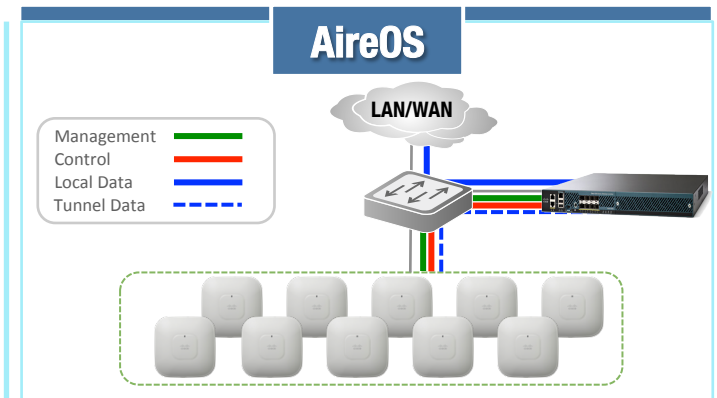 AireOS
LAN/WAN
Management
Control
Local Data
Tunnel Data